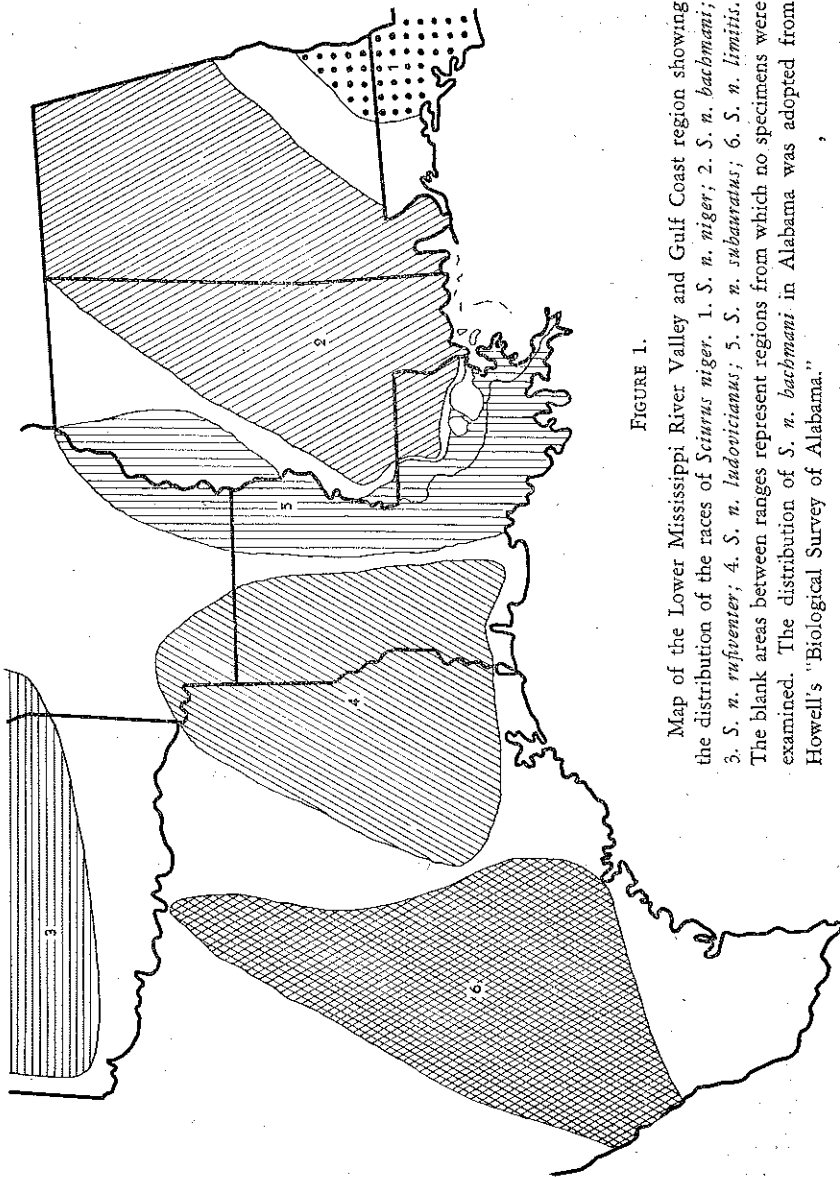 1
2
3
4
5
6
FIGURE 1.
Map of the Lower Mississippi River Valley and Gulf Coast region showing
the distribution of the races of Sciurus niger. 1. S. n. niger; 2. S. n. bachmani;
3. S. n. rufiventer; 4. S. n. ludovicianus; 5. S. n. subauratus; 6. S. n. limitis.
The blank areas between ranges represent regions from which no specimens were
examined. The distribution of S. n. bachmani in Alabama was adopted from
Howell's "Biological Survey of Alabama."